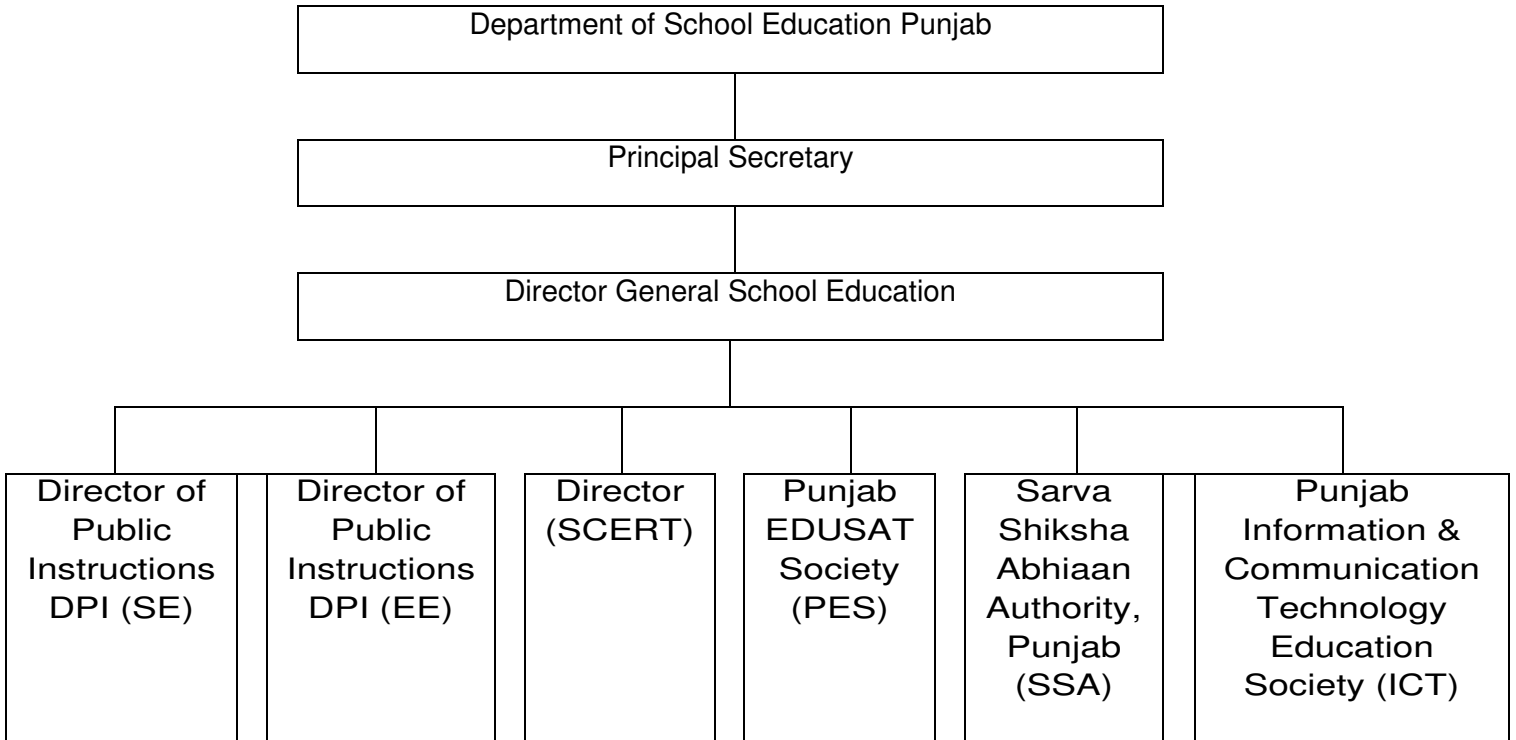 Department of School Education Punjab
Principal Secretary
Director General School Education
Director of
Public
Instructions
DPI (SE)
Director of
Public
Instructions
DPI (EE)
Director
(SCERT)
Punjab
EDUSAT
Society
(PES)
Sarva
Shiksha
Abhiaan
Authority,
Punjab
(SSA)
Punjab
Information &
Communication
Technology
Education
Society (ICT)